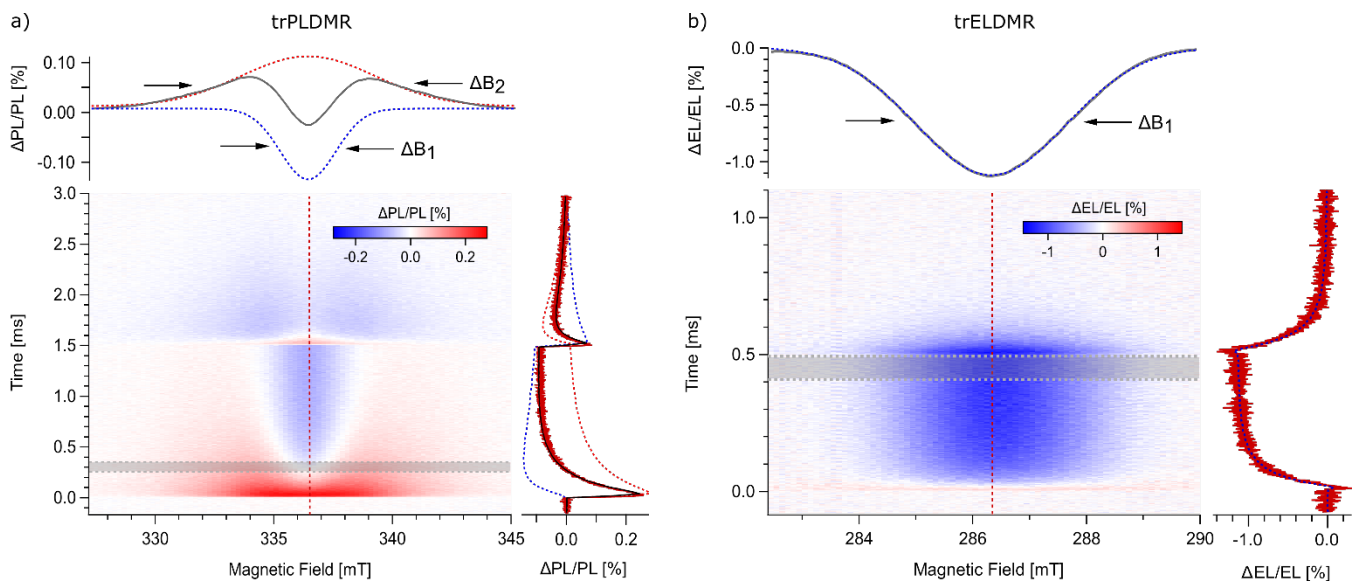 a)
trPLDMR
ΔPL/PL [%]
0.10
0.00
-0.10
ΔB2
ΔB1
Time [ms]
3.0
2.5
2.0
1.5
1.0
0.5
0.0
ΔPL/PL [%]
-0.2
0.0
0.2
330
335
340
345
Magnetic Field [mT]
0.0
0.2
ΔPL/PL [%]
b)
trELDMR
ΔEL/EL [%]
0.0
-0.5
-1.0
ΔB1
Time [ms]
1.0
0.5
0.0
ΔEL/EL [%]
-1
0
1
284
286
288
290
Magnetic Field [mT]
-1.0
0.0
ΔEL/EL [%]